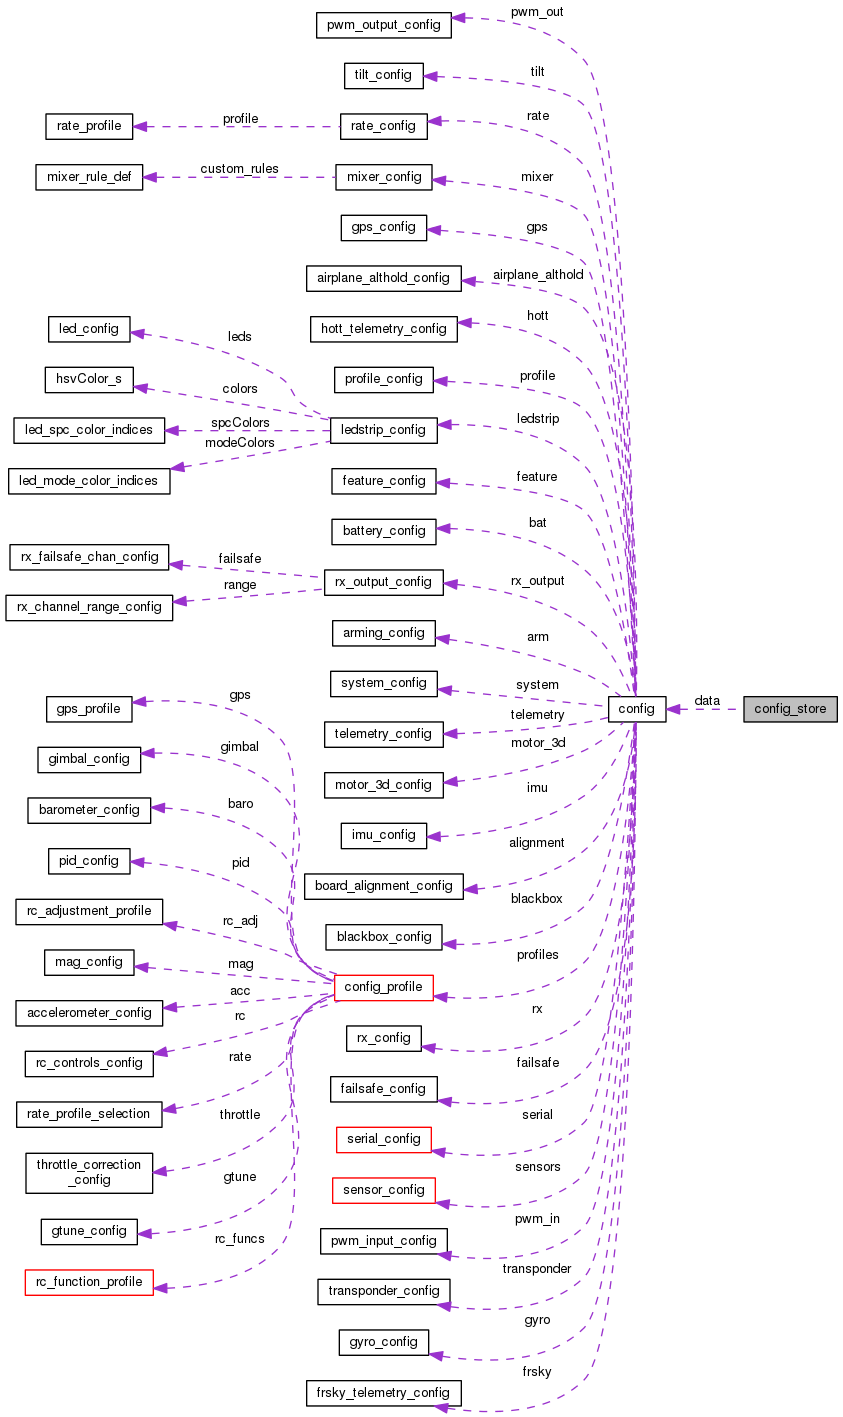 pwm_output_config
pwm_out
tilt_config
tilt
rate_profile
profile
rate_config
rate
mixer_rule_def
custom_rules
mixer_config
mixer
gps_config
gps
airplane_althold_config
airplane_althold
led_config
leds
hott_telemetry_config
hott
hsvColor_s
colors
profile_config
profile
led_spc_color_indices
spcColors
modeColors
ledstrip_config
ledstrip
led_mode_color_indices
feature_config
feature
battery_config
bat
rx_failsafe_chan_config
failsafe
rx_output_config
rx_output
rx_channel_range_config
range
arming_config
arm
system_config
system
gps_profile
gps
config
data
config_store
telemetry_config
telemetry
gimbal_config
gimbal
motor_3d_config
motor_3d
barometer_config
baro
imu_config
imu
pid_config
pid
board_alignment_config
alignment
rc_adjustment_profile
rc_adj
blackbox_config
blackbox
mag_config
mag
config_profile
profiles
accelerometer_config
acc
rc
rx_config
rx
rc_controls_config
rate
failsafe_config
failsafe
rate_profile_selection
throttle
serial_config
serial
throttle_correction
_config
gtune
sensor_config
sensors
gtune_config
rc_funcs
pwm_input_config
pwm_in
rc_function_profile
transponder_config
transponder
gyro_config
gyro
frsky_telemetry_config
frsky